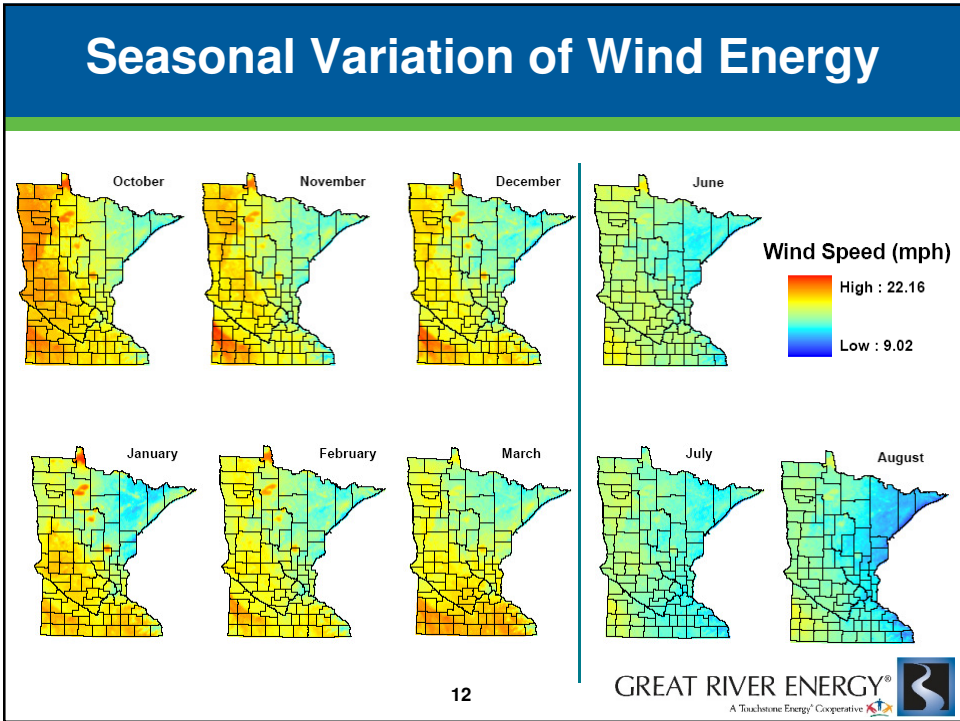 Seasonal Variation of Wind Energy
October
November
December
June
Wind Speed (mph)
High : 22.16
Low : 9.02
January
February
March
July
August
12
GREAT RIVER ENERGY®
A Touchstone Energy® Cooperative